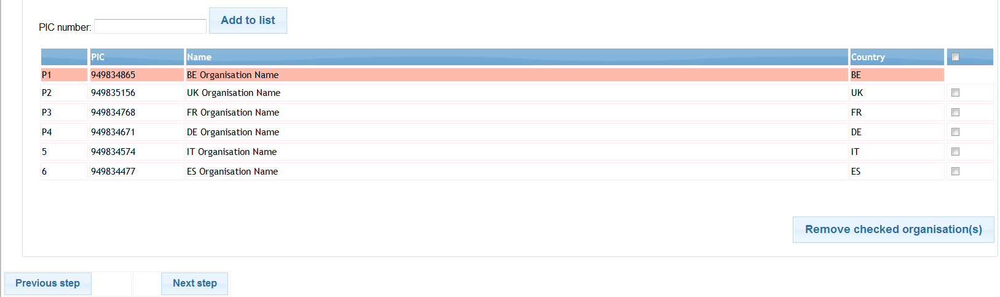 PIC number: Add to list
PIC Name Country
P1 949834865 BE Organisation Name BE
P2 949835156 UK Organisation Name UK
P3 949834768 FR Organisation Name FR
P4 949834671 DE Organisation Name DE
5 949834574 IT Organisation Name IT
6 949834477 ES Organisation Name ES
Remove checked organisation(s)
Previous step Next step